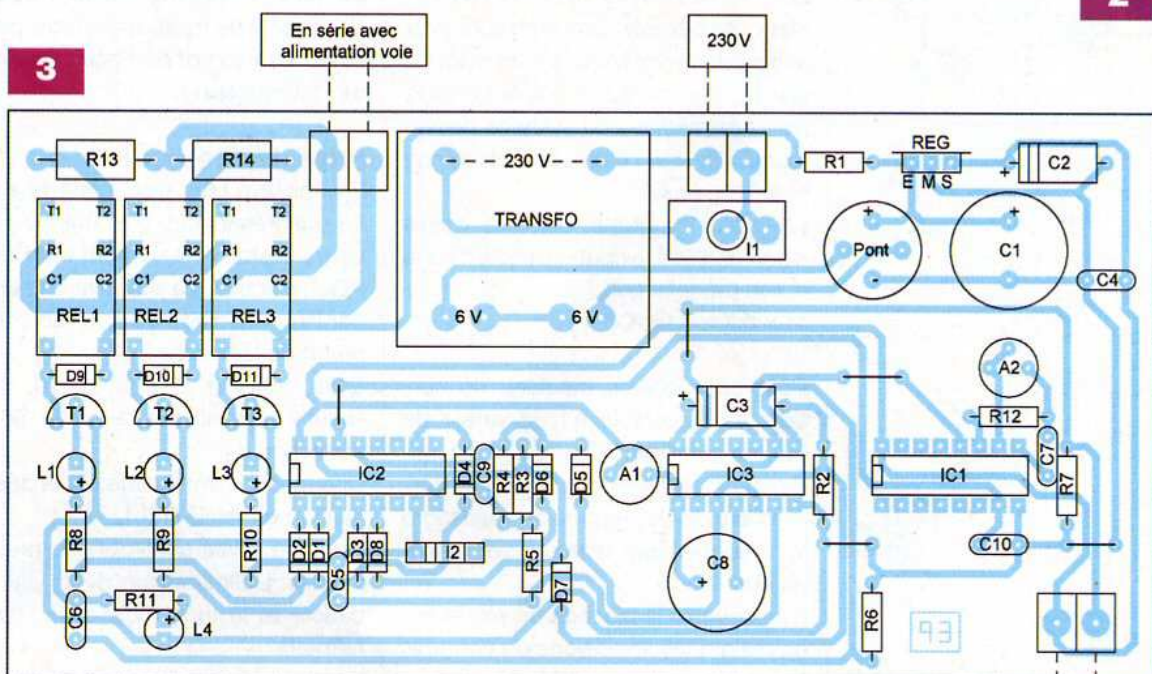 3
En série avec
alimentation voie
230 V
R13
R14
230 V
TRANSFO
R1
REG
E M S
+
C2
T1 T2 T1 T2 T1 T2
R1 R2 R1 R2 R1 R2
C1 C2 C1 C2 C1 C2
REL1
REL2
REL3
I1
+
Pont
-
+
C1
C4
6 V
6 V
D9
D10
D11
T1
T2
T3
+
C3
A2
R12
L1
+
L2
+
L3
+
IC2
D4
C9
R4
R3
D6
D5
A1
IC3
R2
IC1
C7
R7
R8
R9
R10
D2
D1
C5
D3
D8
I2
R5
D7
+
C8
C10
C6
R11
+
L4
R6